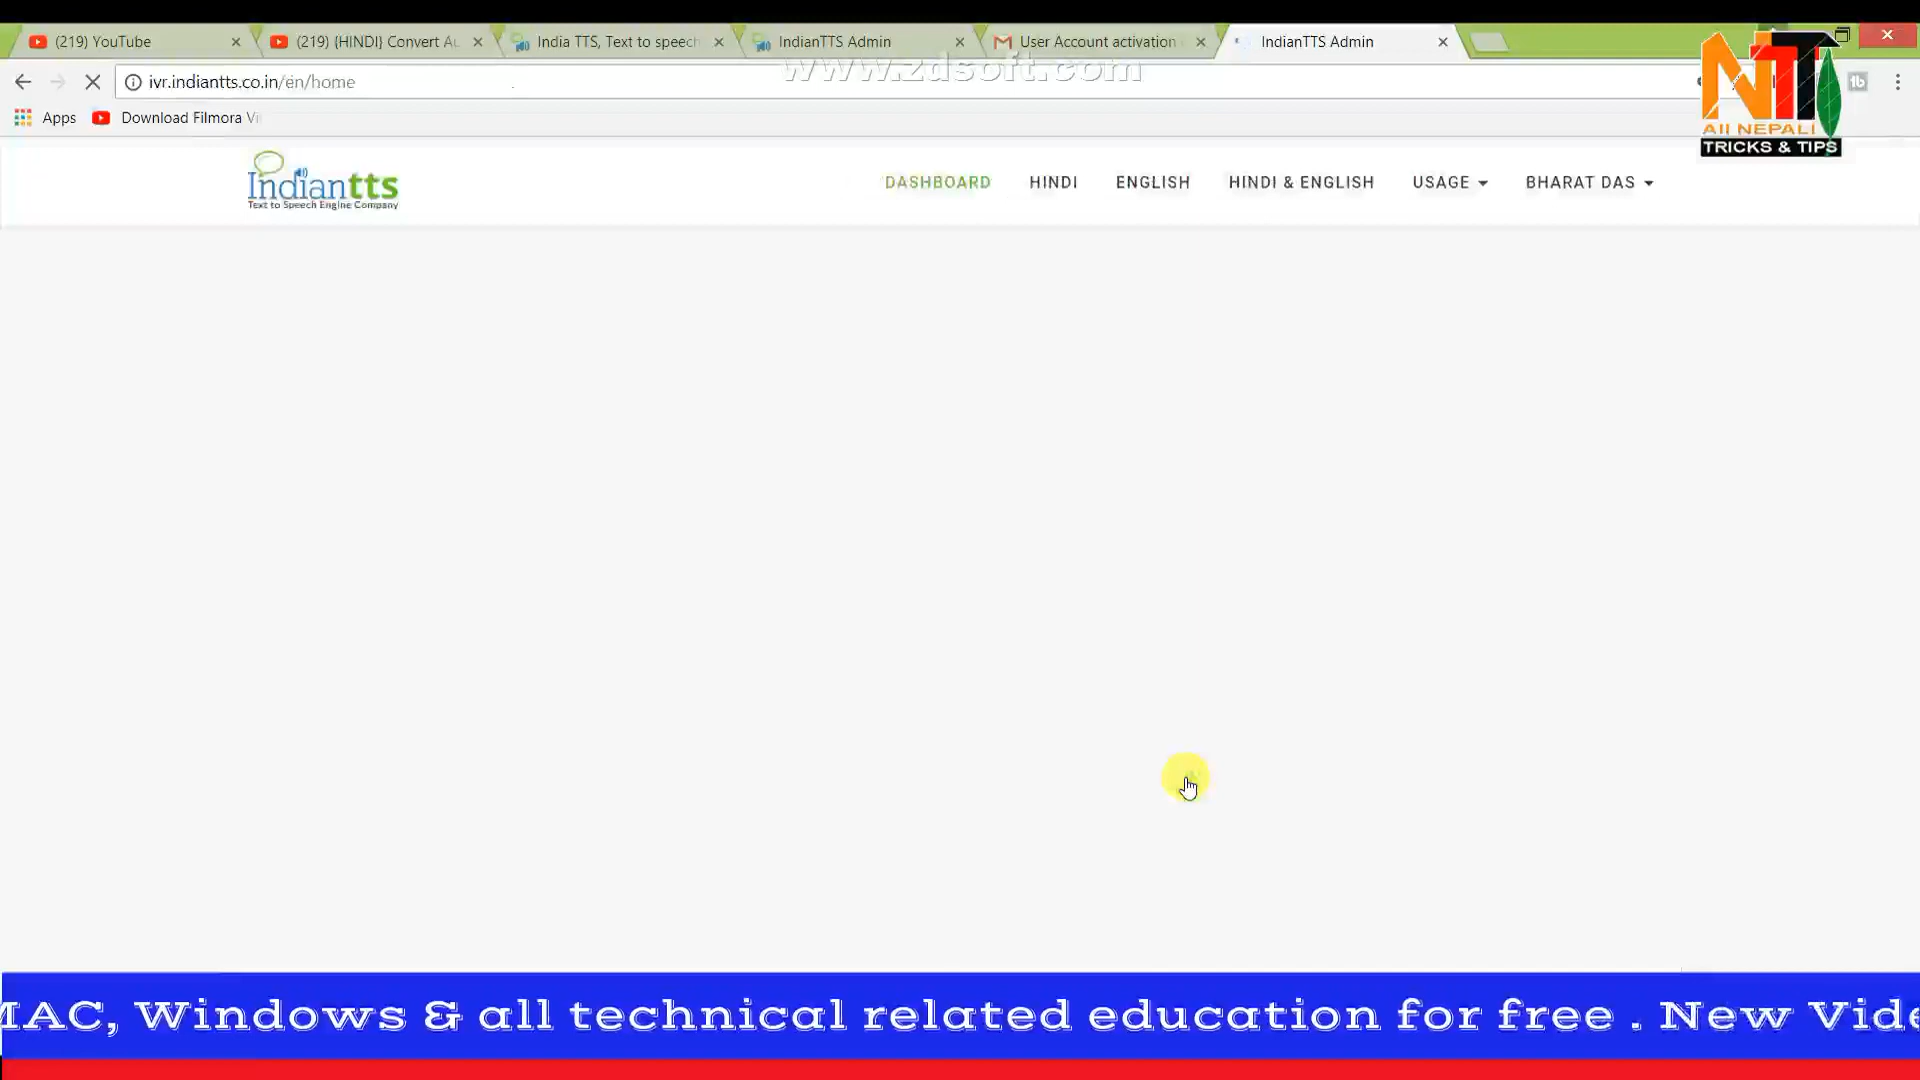 (219) YouTube
(219) {HINDI} Convert Au
India TTS, Text to speech
IndianTTS Admin
User Account activation
IndianTTS Admin
www.zdsoft.com
ivr.indiantts.co.in/en/home
Apps
Download Filmora Vi
NTT
All NEPALI
TRICKS & TIPS
Indiantts
Text to Speech Engine Company
DASHBOARD
HINDI
ENGLISH
HINDI & ENGLISH
USAGE
BHARAT DAS
MAC, Windows & all technical related education for free . New Vide